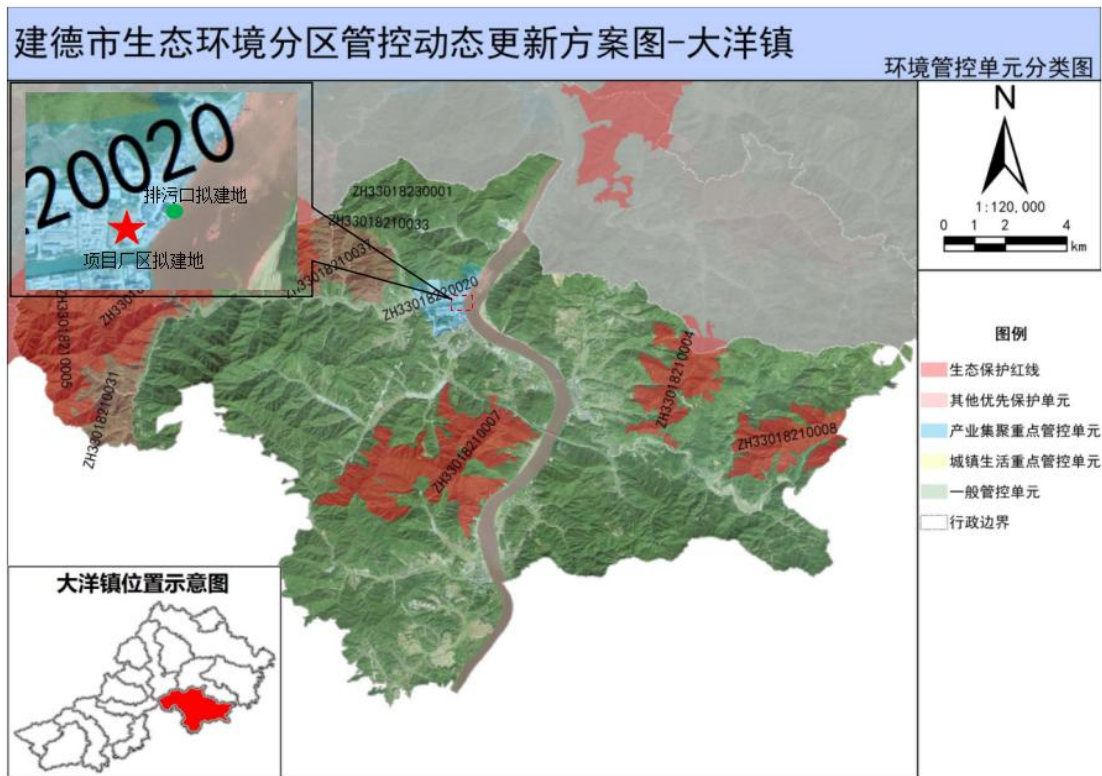 建德市生态环境分区管控动态更新方案图-大洋镇
环境管控单元分类图
20020
排污口拟建地
项目厂区拟建地
ZH33018230001
ZH33018210033
ZH33018210037
ZH33018220020
ZH33018210005
ZH33018210031
ZH33018210007
ZH33018210004
ZH33018210008
N
1:120,000
0 1 2 4
km
图例
生态保护红线
其他优先保护单元
产业集聚重点管控单元
城镇生活重点管控单元
一般管控单元
行政边界
大洋镇位置示意图